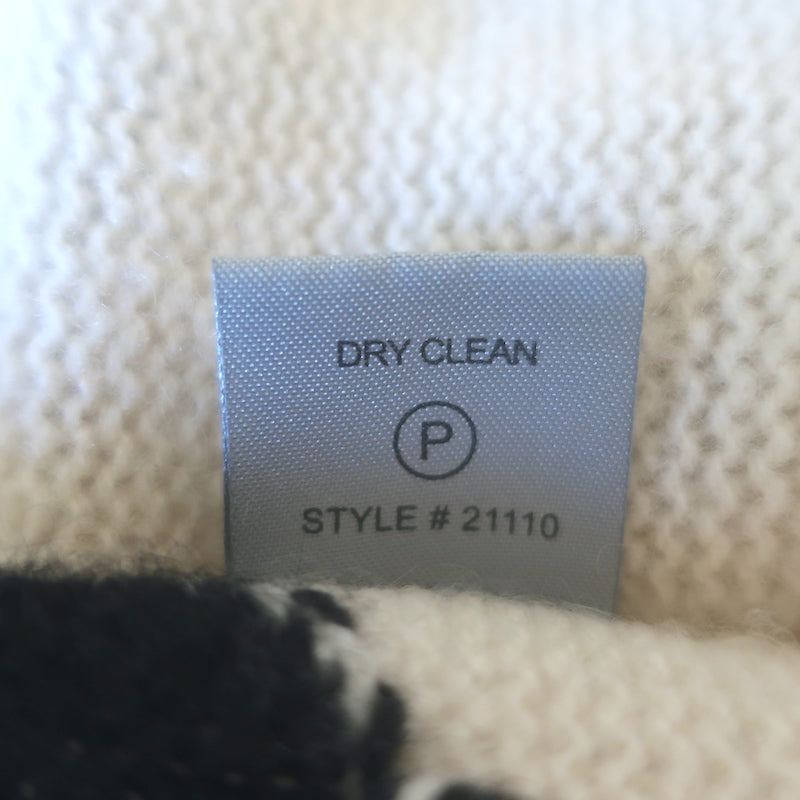 DRY CLEAN
P
STYLE # 21110